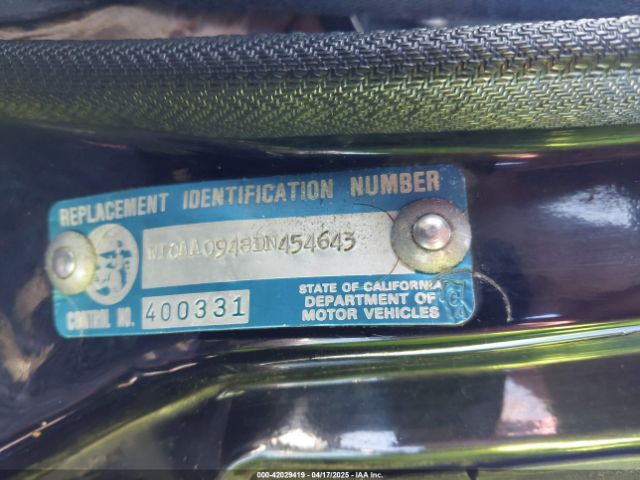 REPLACEMENT IDENTIFICATION NUMBER
WP0AA0948DN454643
CONTROL NO. 400331
STATE OF CALIFORNIA
DEPARTMENT OF
MOTOR VEHICLES
000-42029419 - 04/17/2025 - IAA Inc.